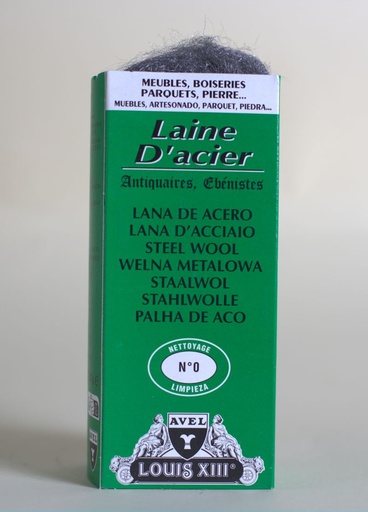 MEUBLES, BOISERIES
PARQUETS, PIERRE...
MUEBLES, ARTESONADO, PARQUET, PIEDRA...
Laine
D'acier
Antiquaires, Ebénistes
LANA DE ACERO
LANA D'ACCIAIO
STEEL WOOL
WELNA METALOWA
STAALWOL
STAHLWOLLE
PALHA DE ACO
NETTOYAGE
N°0
LIMPIEZA
AVEL
LOUIS XIII®